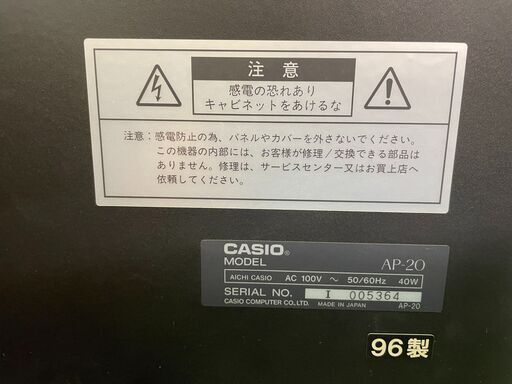 注意
感電の恐れあり
キャビネットをあけるな
注意：感電防止の為、パネルやカバーを外さないでください。
この機器の内部には、お客様が修理/交換できる部品は
ありません。修理は、サービスセンター又はお買上店へ
依頼してください。
CASIO®
MODEL AP-20
AICHI CASIO AC 100V ～ 50/60Hz 40W
SERIAL NO. I 005364
CASIO COMPUTER CO., LTD. MADE IN JAPAN AP-20
96製